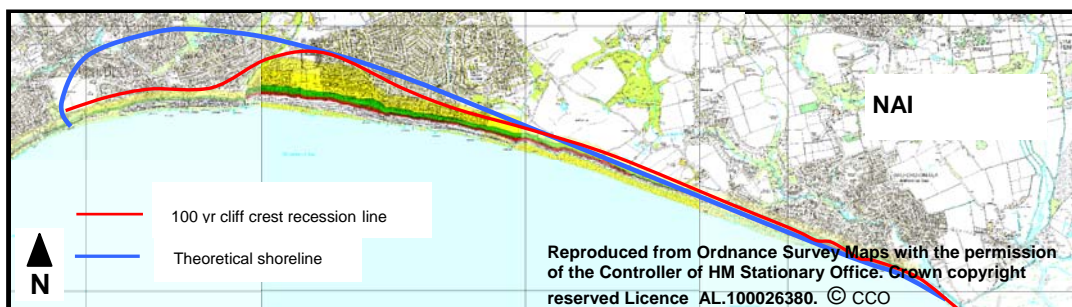 NAI
100 yr cliff crest recession line
Theoretical shoreline
N
Reproduced from Ordnance Survey Maps with the permission
of the Controller of HM Stationary Office. Crown copyright
reserved Licence AL.100026380. © CCO